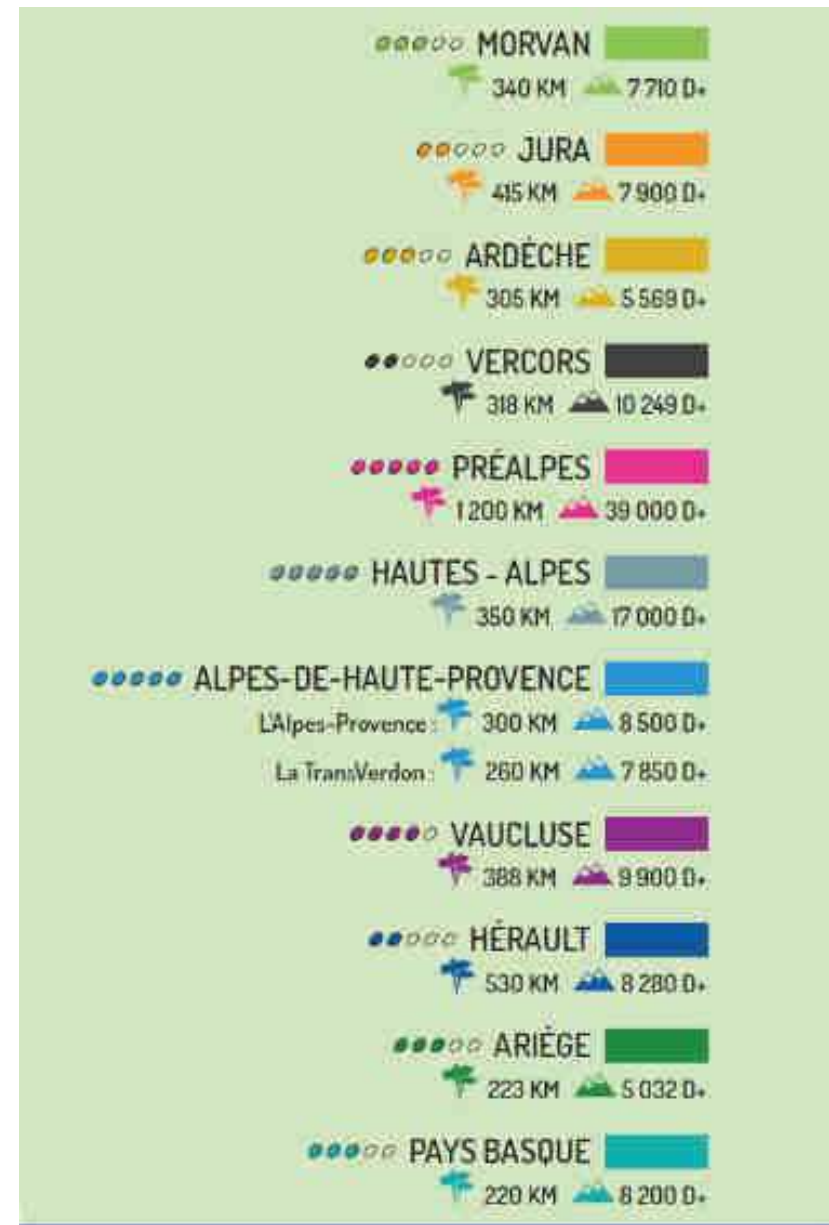 MORVAN
340 KM 7 710 D+
JURA
415 KM 7 900 D+
ARDÈCHE
305 KM 5 569 D+
VERCORS
318 KM 10 249 D+
PRÉALPES
1 200 KM 39 000 D+
HAUTES - ALPES
350 KM 17 000 D+
ALPES-DE-HAUTE-PROVENCE
L'Alpes-Provence : 300 KM 8 500 D+
La TransVerdon : 260 KM 7 850 D+
VAUCLUSE
388 KM 9 900 D+
HÉRAULT
530 KM 8 280 D+
ARIÈGE
223 KM 5 032 D+
PAYS BASQUE
220 KM 8 200 D+